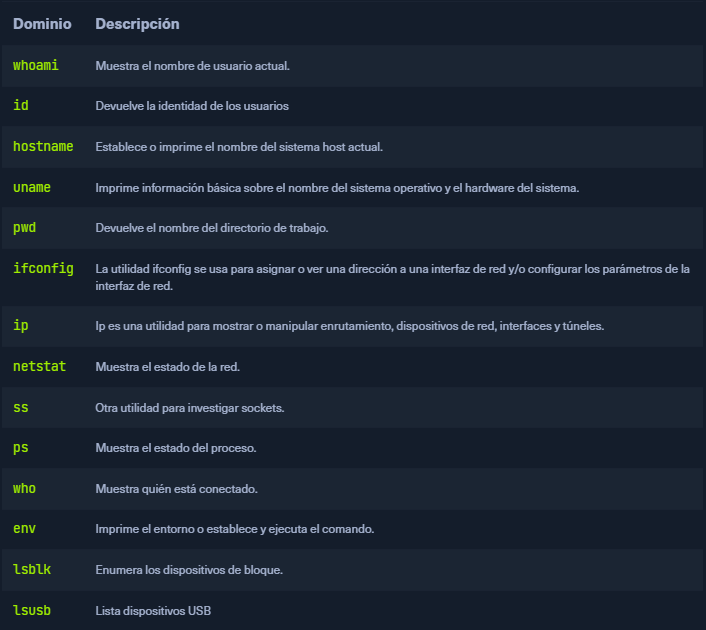 Dominio Descripción
whoami Muestra el nombre de usuario actual.
id Devuelve la identidad de los usuarios
hostname Establece o imprime el nombre del sistema host actual.
uname Imprime información básica sobre el nombre del sistema operativo y el hardware del sistema.
pwd Devuelve el nombre del directorio de trabajo.
ifconfig La utilidad ifconfig se usa para asignar o ver una dirección a una interfaz de red y/o configurar los parámetros de la
interfaz de red.
ip Ip es una utilidad para mostrar o manipular enrutamiento, dispositivos de red, interfaces y túneles.
netstat Muestra el estado de la red.
ss Otra utilidad para investigar sockets.
ps Muestra el estado del proceso.
who Muestra quién está conectado.
env Imprime el entorno o establece y ejecuta el comando.
lsblk Enumera los dispositivos de bloque.
lsusb Lista dispositivos USB